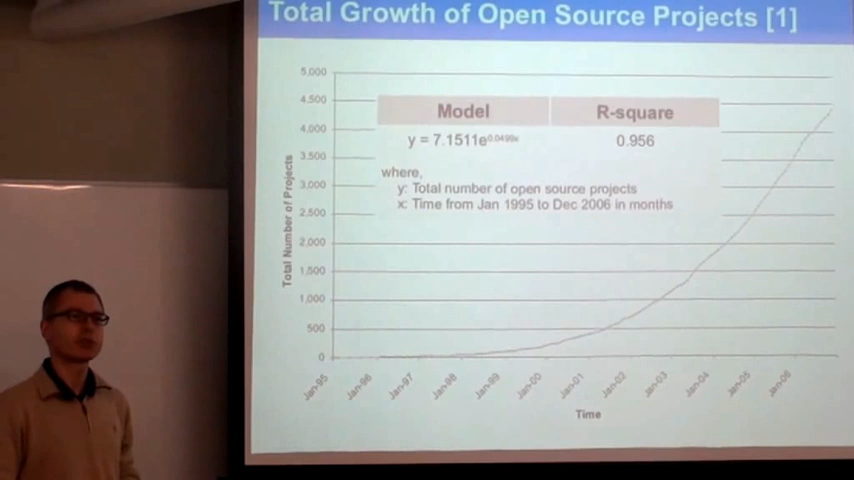 Total Growth of Open Source Projects [1]
5,000
4,500
4,000
3,500
3,000
2,500
2,000
1,500
1,000
500
0
Total Number of Projects
Model R-square
y = 7.1511e0.0499x 0.956
where,
y: Total number of open source projects
x: Time from Jan 1995 to Dec 2006 in months
Jan-95 Jan-96 Jan-97 Jan-98 Jan-99 Jan-00 Jan-01 Jan-02 Jan-03 Jan-04 Jan-05 Jan-06
Time